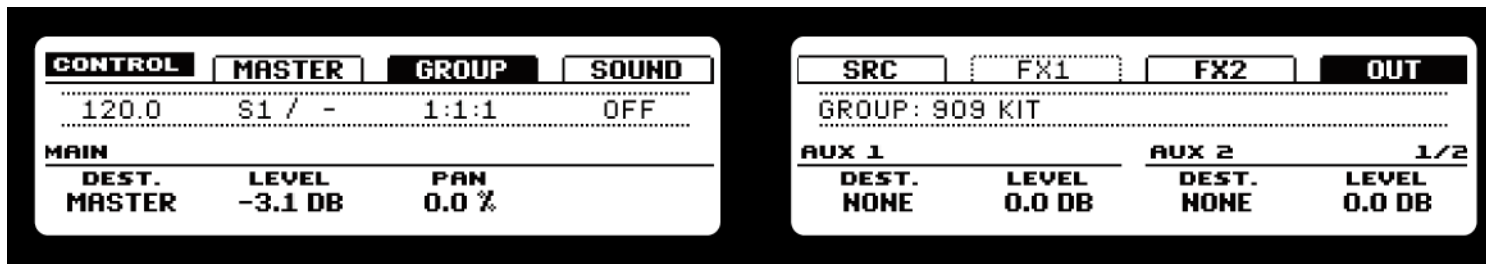 CONTROL MASTER GROUP SOUND
120.0 S1 / - 1:1:1 OFF
MAIN
DEST. LEVEL PAN
MASTER -3.1 DB 0.0 %
SRC FX1 FX2 OUT
GROUP: 909 KIT
AUX 1 AUX 2 1/2
DEST. LEVEL DEST. LEVEL
NONE 0.0 DB NONE 0.0 DB